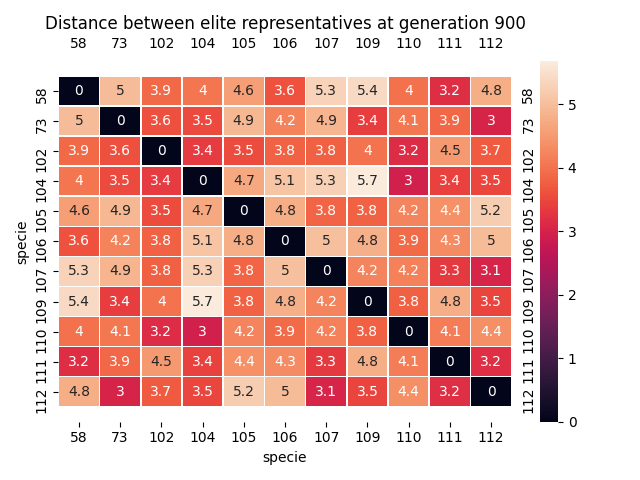 Distance between elite representatives at generation 900
58 73 102 104 105 106 107 109 110 111 112
58 0 5 3.9 4 4.6 3.6 5.3 5.4 4 3.2 4.8 58
73 5 0 3.6 3.5 4.9 4.2 4.9 3.4 4.1 3.9 3 73
102 3.9 3.6 0 3.4 3.5 3.8 3.8 4 3.2 4.5 3.7 102
104 4 3.5 3.4 0 4.7 5.1 5.3 5.7 3 3.4 3.5 104
105 4.6 4.9 3.5 4.7 0 4.8 3.8 3.8 4.2 4.4 5.2 105
106 3.6 4.2 3.8 5.1 4.8 0 5 4.8 3.9 4.3 5 106
107 5.3 4.9 3.8 5.3 3.8 5 0 4.2 4.2 3.3 3.1 107
109 5.4 3.4 4 5.7 3.8 4.8 4.2 0 3.8 4.8 3.5 109
110 4 4.1 3.2 3 4.2 3.9 4.2 3.8 0 4.1 4.4 110
111 3.2 3.9 4.5 3.4 4.4 4.3 3.3 4.8 4.1 0 3.2 111
112 4.8 3 3.7 3.5 5.2 5 3.1 3.5 4.4 3.2 0 112
58 73 102 104 105 106 107 109 110 111 112
specie
specie
5
4
3
2
1
0